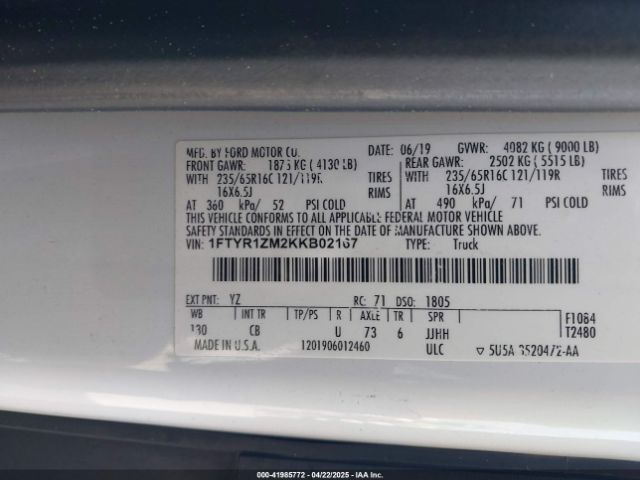 MFG. BY FORD MOTOR CO. DATE: 06/19 GVWR: 4082 KG ( 9000 LB)
FRONT GAWR: 1873 KG ( 4130 LB) REAR GAWR: 2502 KG ( 5515 LB)
WITH 235/65R16C 121/119R TIRES WITH 235/65R16C 121/119R TIRES
16X6.5J RIMS 16X6.5J RIMS
AT 360 kPa/ 52 PSI COLD AT 490 kPa/ 71 PSI COLD
THIS VEHICLE CONFORMS TO ALL APPLICABLE FEDERAL MOTOR VEHICLE
SAFETY STANDARDS IN EFFECT ON THE DATE OF MANUFACTURE SHOWN ABOVE.
VIN: 1FTYR1ZM2KKB02167 TYPE: Truck
EXT PNT: YZ RC: 71 DSO: 1805
WB INT TR TP/PS R AXLE TR SPR F1084
130 CB U 73 6 JJHH T2480
MADE IN U.S.A. 1201906012460 ULC ▽ 5U5A-3520472-AA
000-41985772 - 04/22/2025 - IAA Inc.